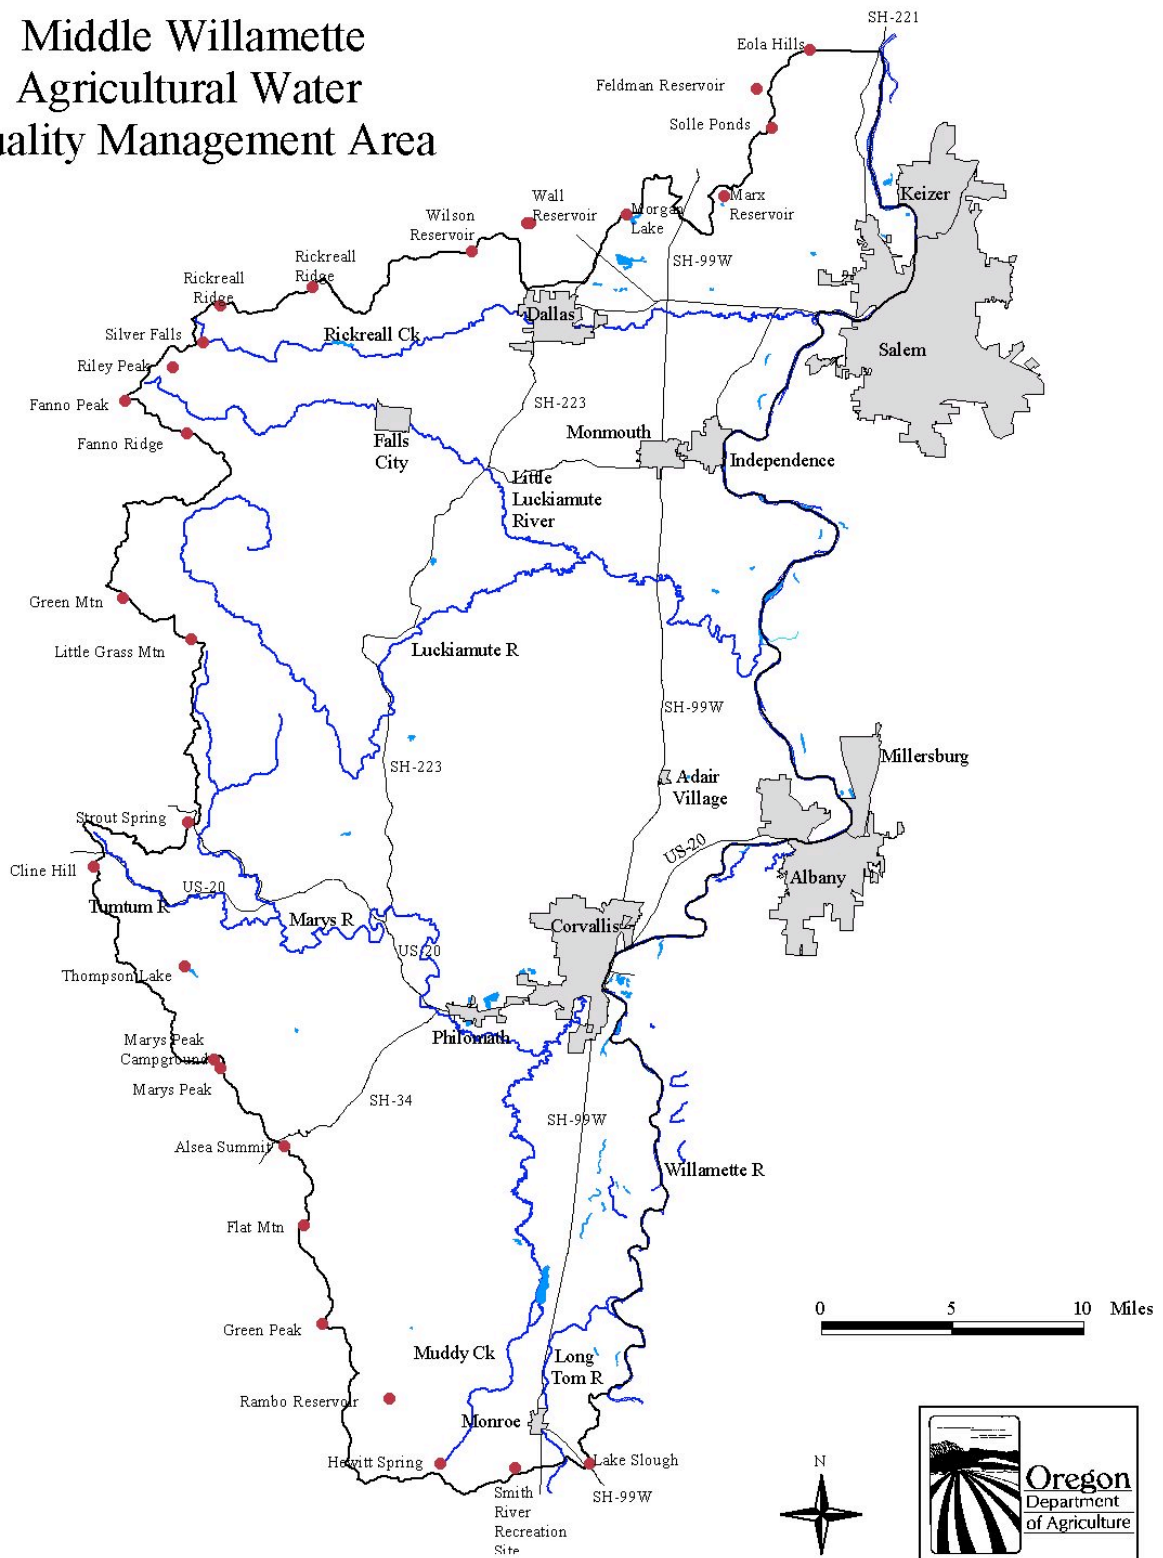 Middle Willamette
Agricultural Water
uality Management Area
SH-221
Eola Hills
Feldman Reservoir
Solle Ponds
Keizer
Wall
Reservoir
Marx
Reservoir
Morgan
Lake
Wilson
Reservoir
Rickreall
Ridge
SH-99W
Rickreall
Ridge
Dallas
Silver Falls
Rickreall Ck
Salem
Riley Peak
Fanno Peak
SH-223
Monmouth
Fanno Ridge
Falls
City
Independence
Little
Luckiamute
River
Green Mtn
Little Grass Mtn
Luckiamute R
SH-99W
Millersburg
SH-223
Adair
Village
Strout Spring
US-20
Cline Hill
US-20
Albany
Tumtum R
Marys R
Corvallis
US-20
Thompson Lake
Philomath
Marys Peak
Campground
Marys Peak
SH-34
SH-99W
Alsea Summit
Willamette R
Flat Mtn
0 5 10 Miles
Green Peak
Muddy Ck
Long
Tom R
Rambo Reservoir
Monroe
Hewitt Spring
Lake Slough
N
Smith
River
Recreation
Site
SH-99W
Oregon
Department
of Agriculture